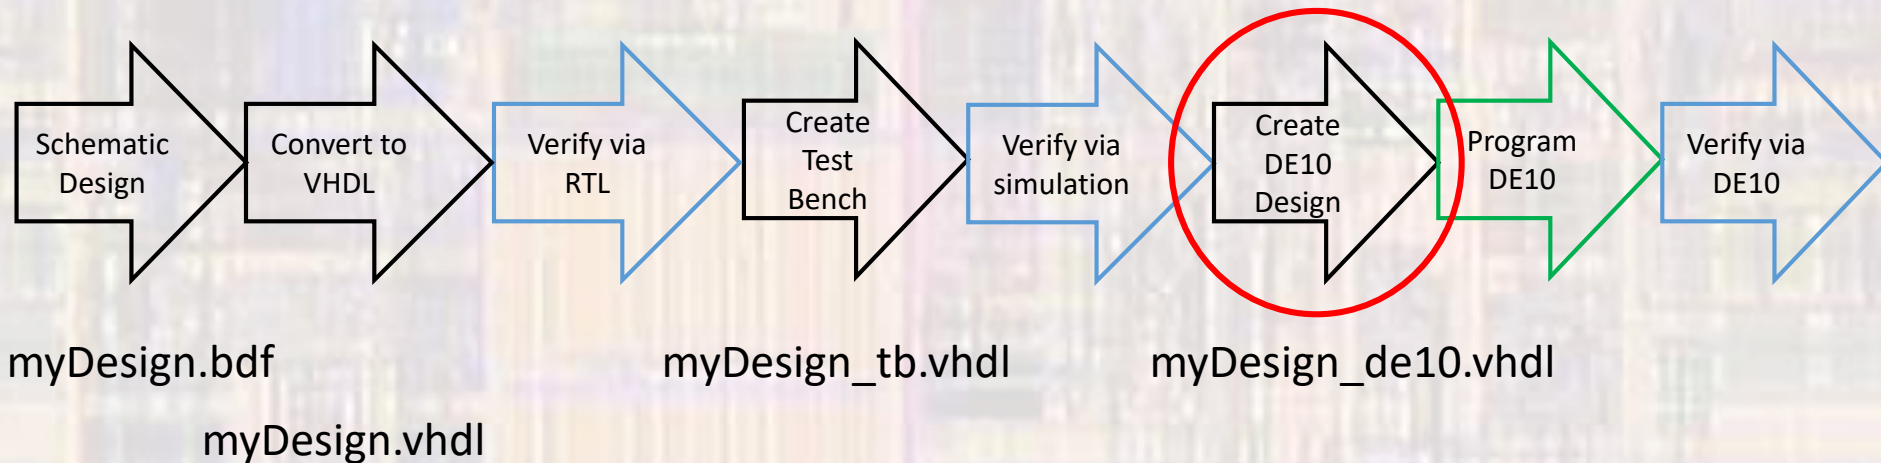 Schematic
Design
Convert to
VHDL
Verify via
RTL
Create
Test
Bench
Verify via
simulation
Create
DE10
Design
Program
DE10
Verify via
DE10
myDesign.bdf
myDesign_tb.vhdl
myDesign_de10.vhdl
myDesign.vhdl